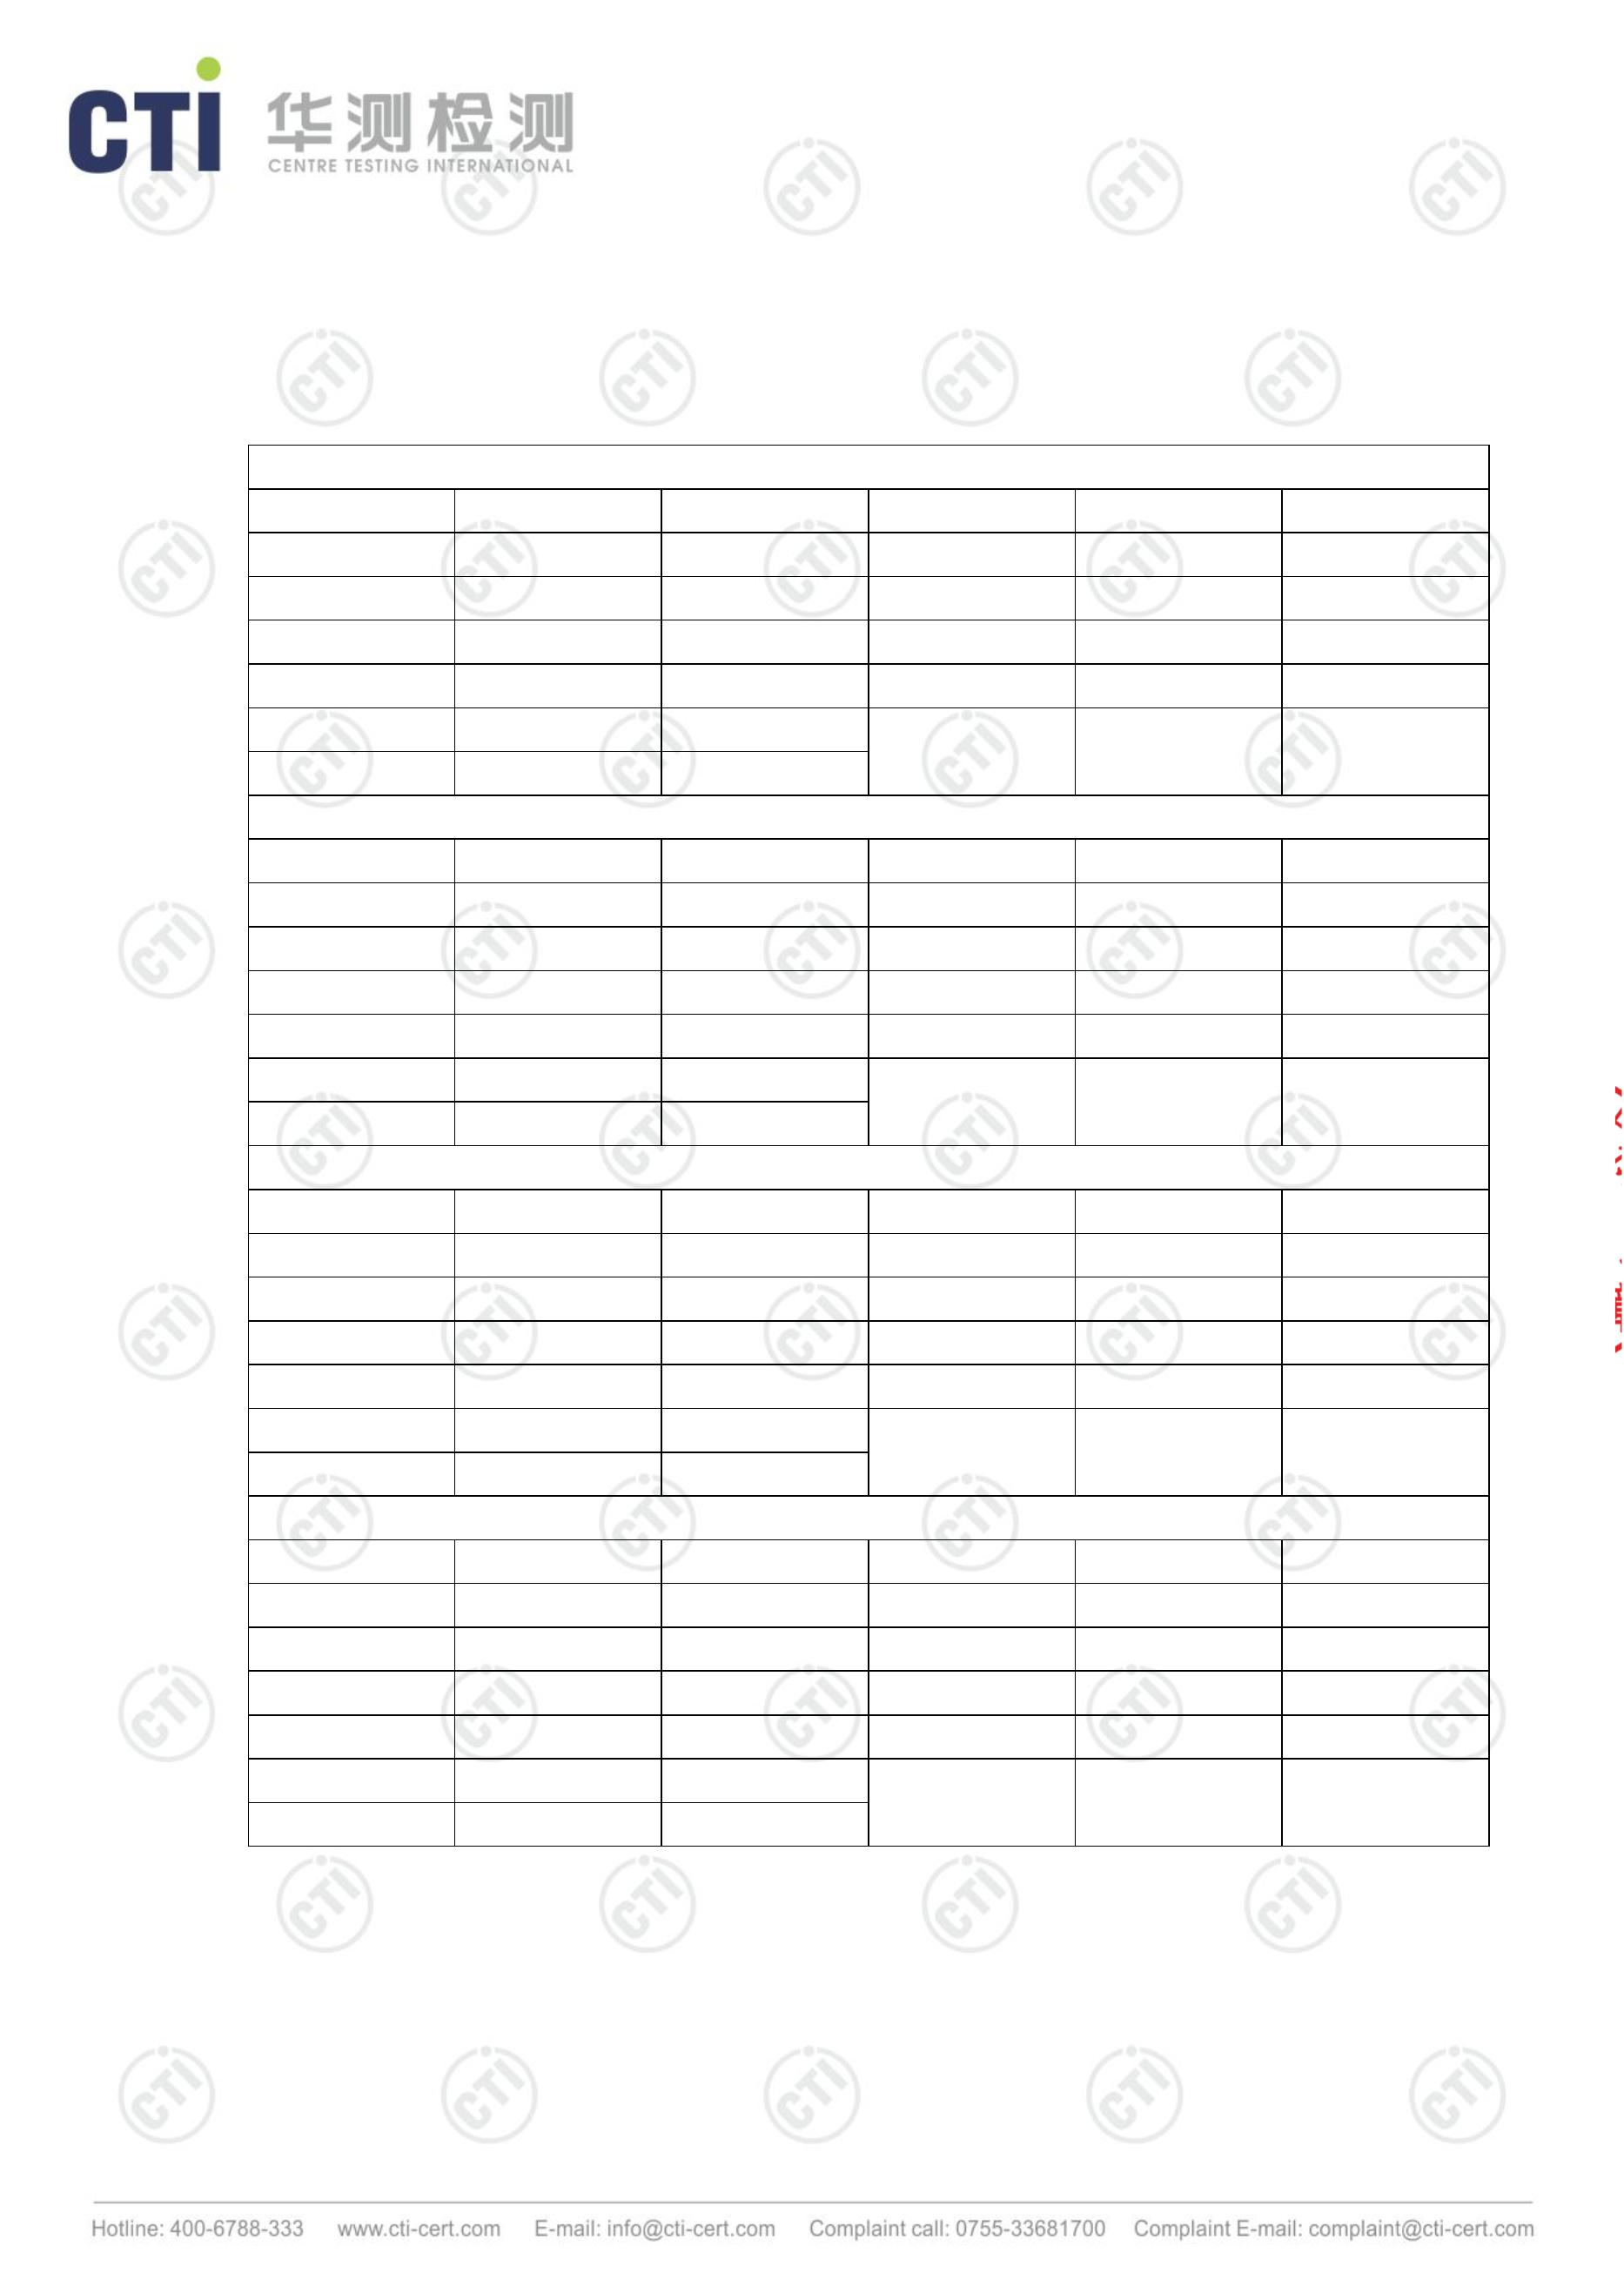 CTI 华测检测
CENTRE TESTING INTERNATIONAL
Hotline: 400-6788-333 www.cti-cert.com E-mail: info@cti-cert.com Complaint call: 0755-33681700 Complaint E-mail: complaint@cti-cert.com